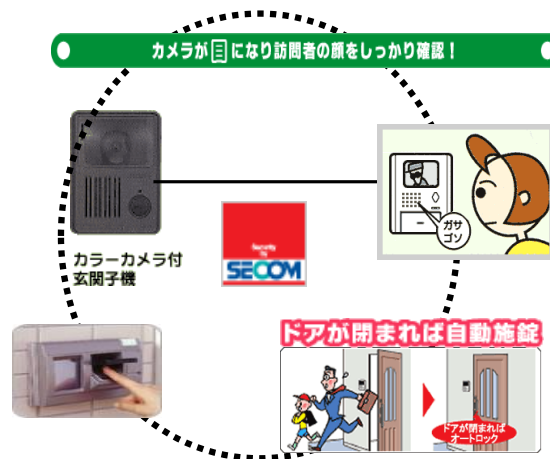 カメラが目になり訪問者の顔をしっかり確認！
ガサ
ゴソ
カラーカメラ付
玄関子機
Security
by
SECOM
ドアが閉まれば自動施錠
ドアが閉まれば
オートロック